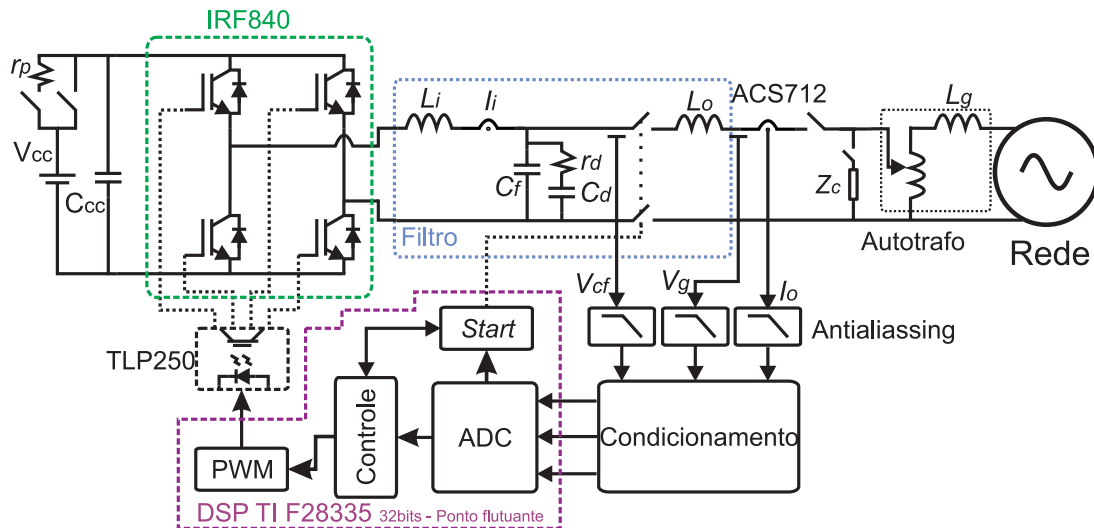 IRF840
rp
Vcc
Ccc
Li
Ii
Lo
ACS712
Lg
Cf
rd
Cd
Zc
Filtro
Autotrafo
Rede
Vcf
Vg
Io
Antialiassing
Start
TLP250
Controle
ADC
Condicionamento
PWM
DSP TI F28335 32bits - Ponto flutuante